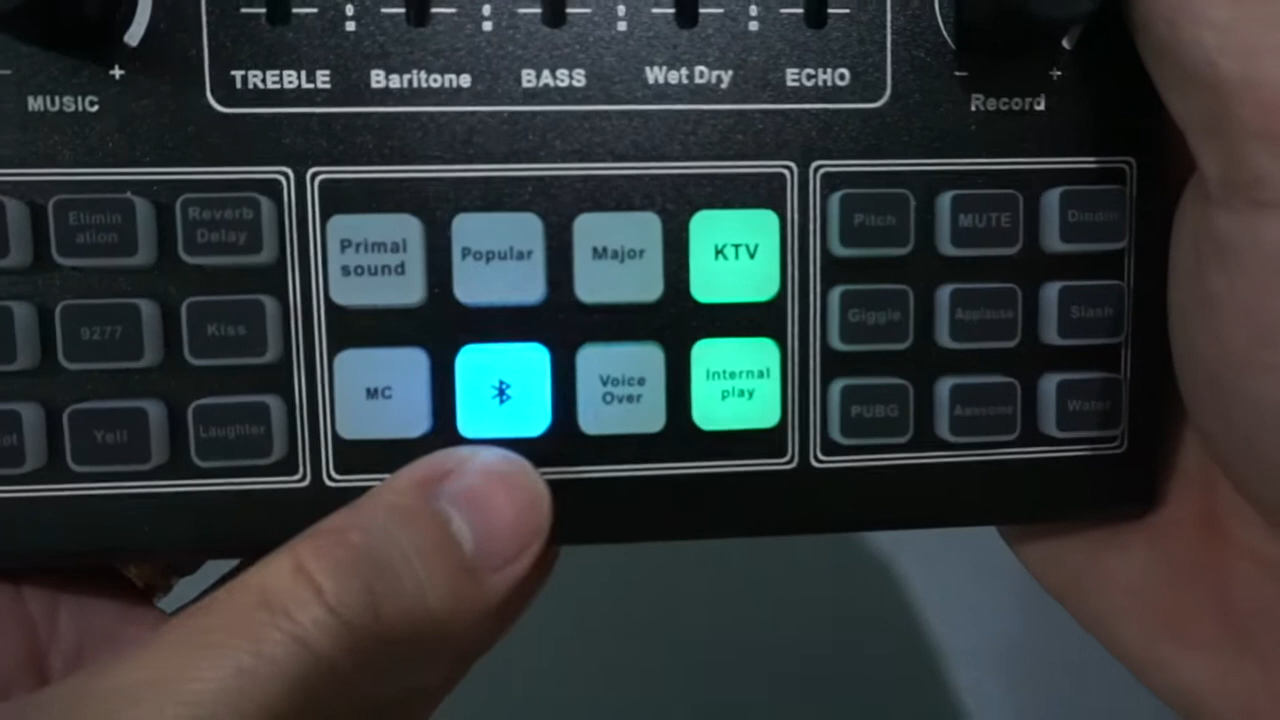 TREBLE Baritone BASS Wet Dry ECHO
- +
MUSIC
- +
Record
Elimin
ation
Reverb
Delay
9277
Kiss
Yell
Laughter
Primal
sound
Popular
Major
KTV
MC
Voice
Over
Internal
play
Pitch
MUTE
Giggle
Applause
Slash
PUBG
Awesome
Water